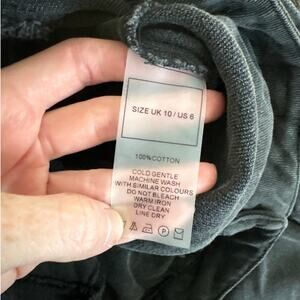 SIZE UK 10 / US 6
100% COTTON
COLD GENTLE
MACHINE WASH
WITH SIMILAR COLOURS
DO NOT BLEACH
WARM IRON
DRY CLEAN
LINE DRY
P